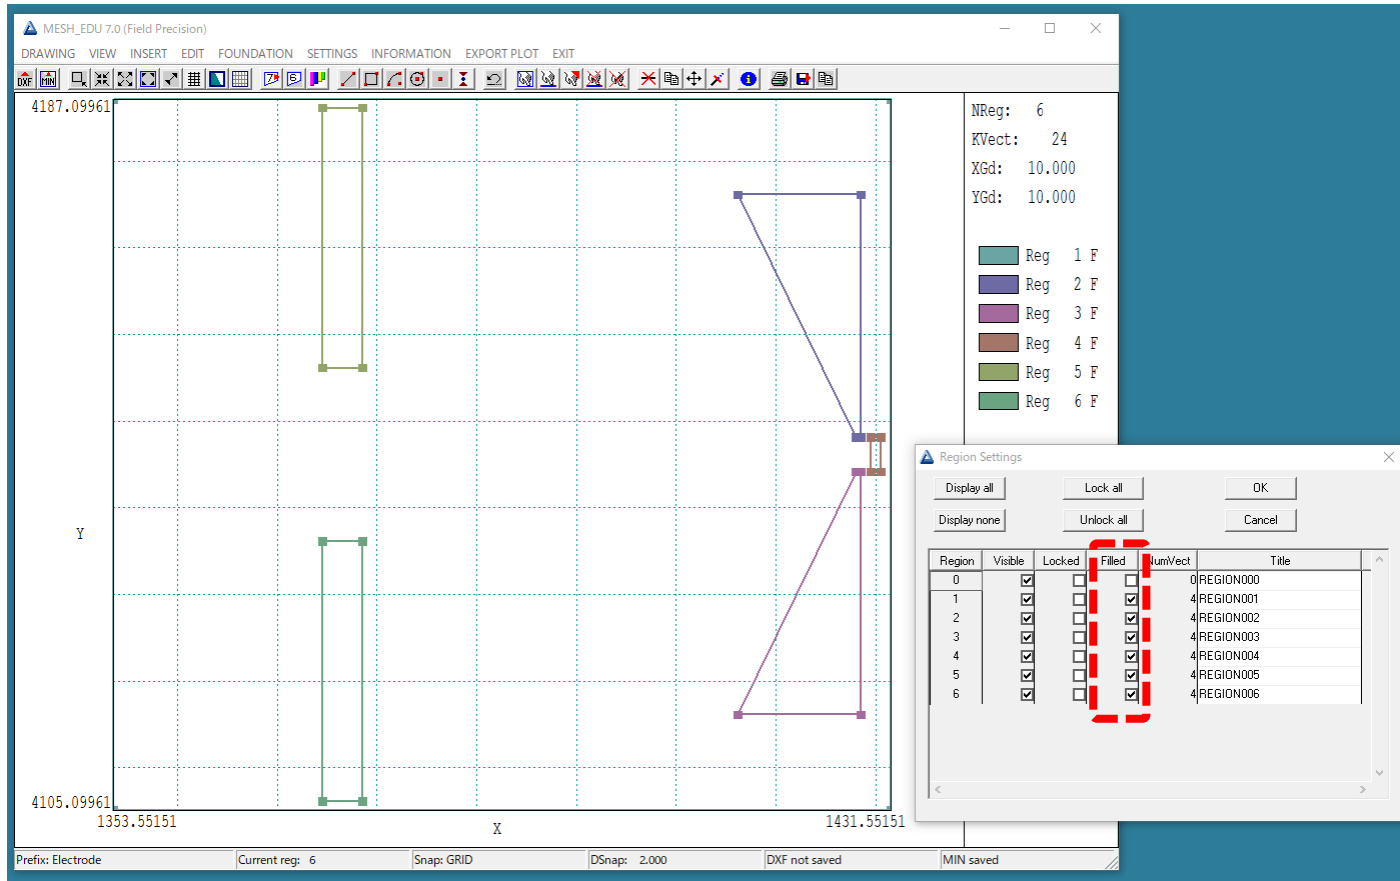 MESH_EDU 7.0 (Field Precision)
DRAWING VIEW INSERT EDIT FOUNDATION SETTINGS INFORMATION EXPORT PLOT EXIT
DXF MIN
4187.09961
NReg: 6
KVect: 24
XGd: 10.000
YGd: 10.000
Reg 1 F
Reg 2 F
Reg 3 F
Reg 4 F
Reg 5 F
Reg 6 F
Y
4105.09961
1353.55151
X
1431.55151
Prefix: Electrode
Current reg: 6
Snap: GRID
DSnap: 2.000
DXF not saved
MIN saved
Region Settings
Display all Lock all OK
Display none Unlock all Cancel
Region Visible Locked Filled NumVect Title
0 0 REGION000
1 4 REGION001
2 4 REGION002
3 4 REGION003
4 4 REGION004
5 4 REGION005
6 4 REGION006